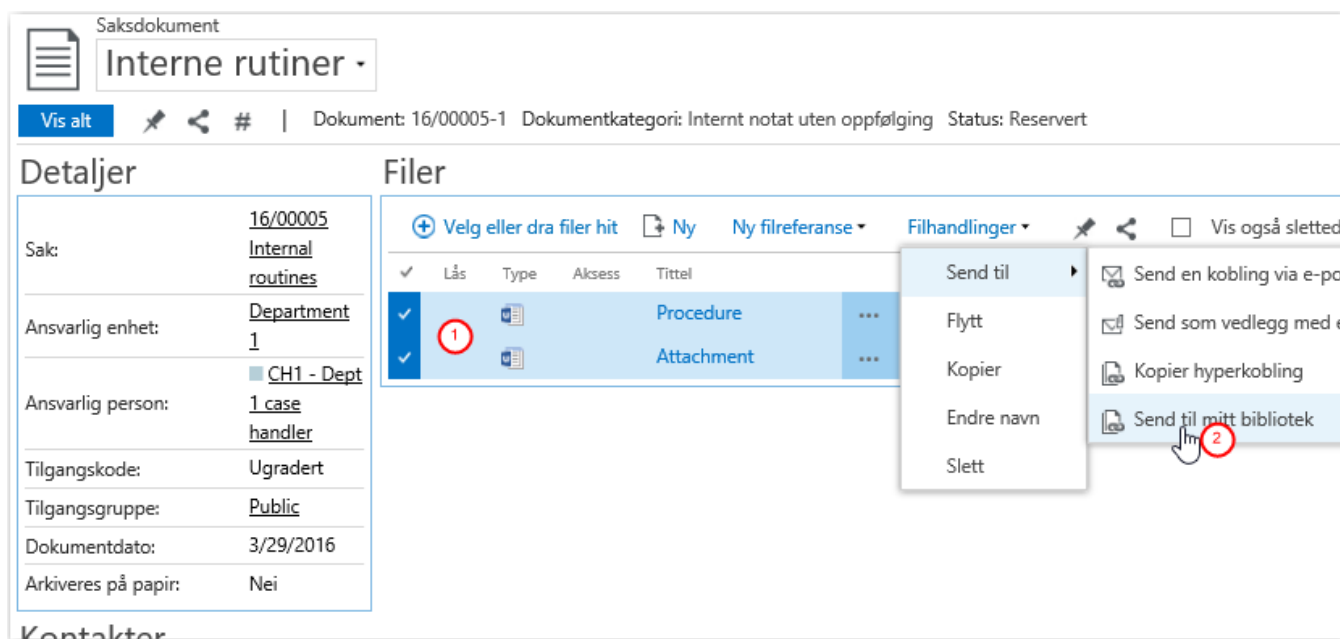 Saksdokument
Interne rutiner
Vis alt # | Dokument: 16/00005-1 Dokumentkategori: Internt notat uten oppfølging Status: Reservert
Detaljer
Sak: 16/00005
Internal
routines
Ansvarlig enhet: Department
1
Ansvarlig person: CH1 - Dept
1 case
handler
Tilgangskode: Ugradert
Tilgangsgruppe: Public
Dokumentdato: 3/29/2016
Arkiveres på papir: Nei
Kontakter
Filer
Velg eller dra filer hit Ny Ny filreferanse Filhandlinger Vis også sletted
Lås Type Aksess Tittel
Procedure ...
1
Attachment ...
Send til
Flytt
Kopier
Endre navn
Slett
Send en kobling via e-po
Send som vedlegg med e
Kopier hyperkobling
Send til mitt bibliotek
2